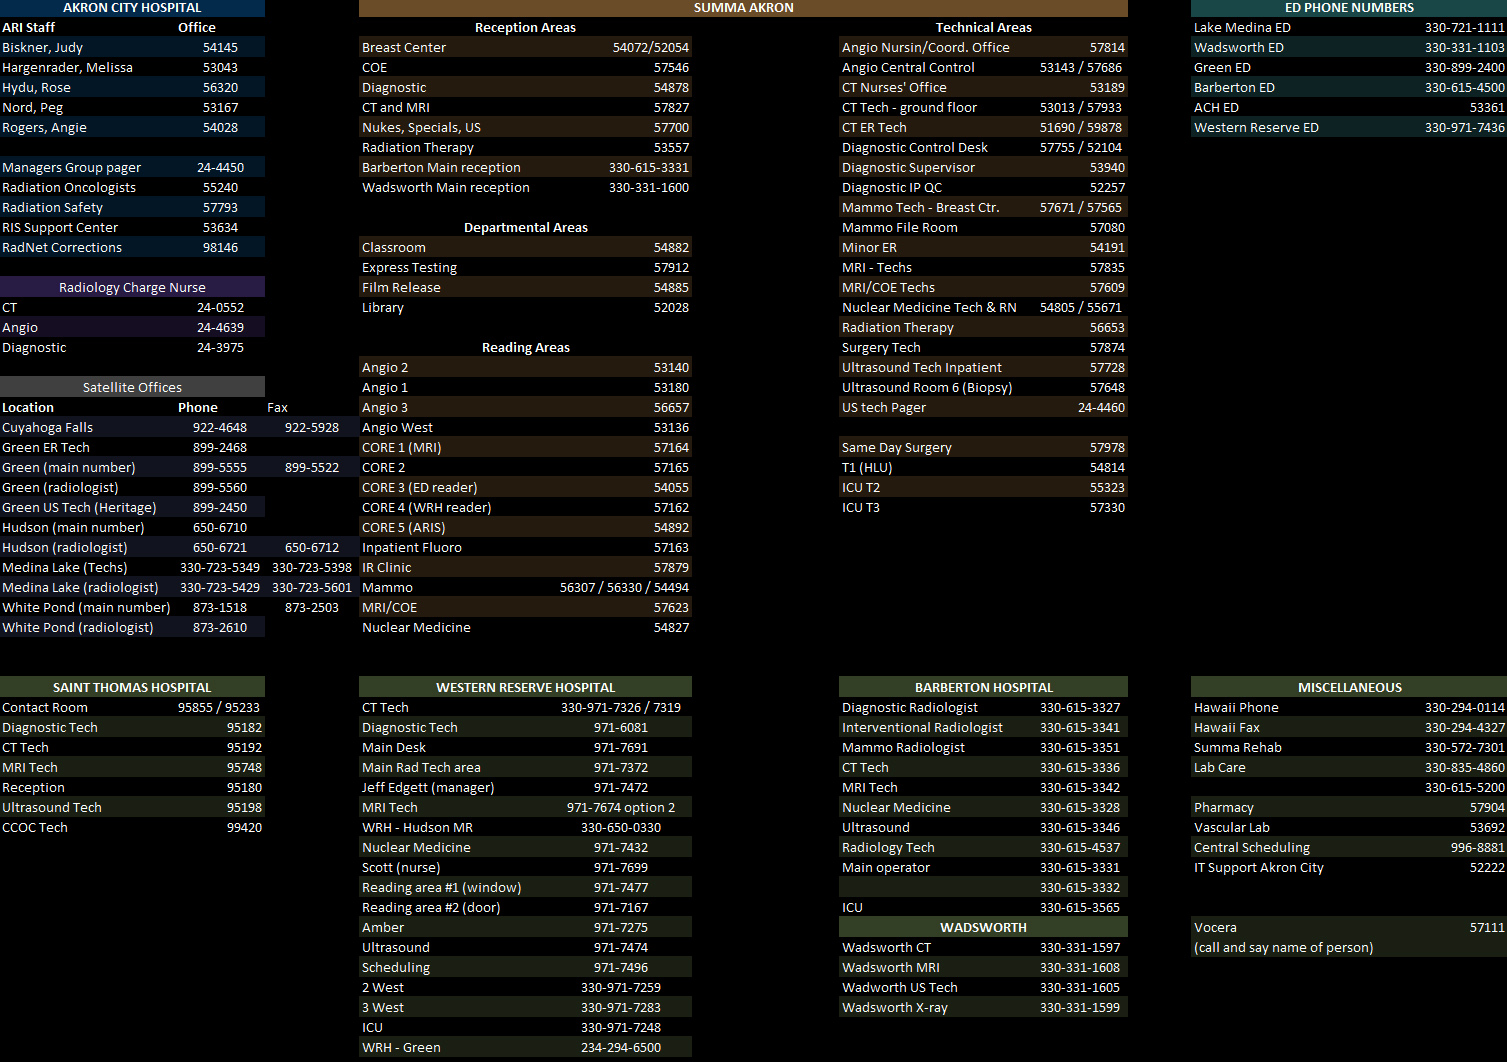 AKRON CITY HOSPITAL
ARI Staff Office
Biskner, Judy 54145
Hargenrader, Melissa 53043
Hydu, Rose 56320
Nord, Peg 53167
Rogers, Angie 54028
Managers Group pager 24-4450
Radiation Oncologists 55240
Radiation Safety 57793
RIS Support Center 53634
RadNet Corrections 98146
Radiology Charge Nurse
CT 24-0552
Angio 24-4639
Diagnostic 24-3975
Satellite Offices
Location Phone Fax
Cuyahoga Falls 922-4648 922-5928
Green ER Tech 899-2468
Green (main number) 899-5555 899-5522
Green (radiologist) 899-5560
Green US Tech (Heritage) 899-2450
Hudson (main number) 650-6710
Hudson (radiologist) 650-6721 650-6712
Medina Lake (Techs) 330-723-5349 330-723-5398
Medina Lake (radiologist) 330-723-5429 330-723-5601
White Pond (main number) 873-1518 873-2503
White Pond (radiologist) 873-2610
SUMMA AKRON
Reception Areas
Breast Center 54072/52054
COE 57546
Diagnostic 54878
CT and MRI 57827
Nukes, Specials, US 57700
Radiation Therapy 53557
Barberton Main reception 330-615-3331
Wadsworth Main reception 330-331-1600
Departmental Areas
Classroom 54882
Express Testing 57912
Film Release 54885
Library 52028
Reading Areas
Angio 2 53140
Angio 1 53180
Angio 3 56657
Angio West 53136
CORE 1 (MRI) 57164
CORE 2 57165
CORE 3 (ED reader) 54055
CORE 4 (WRH reader) 57162
CORE 5 (ARIS) 54892
Inpatient Fluoro 57163
IR Clinic 57879
Mammo 56307 / 56330 / 54494
MRI/COE 57623
Nuclear Medicine 54827
Technical Areas
Angio Nursin/Coord. Office 57814
Angio Central Control 53143 / 57686
CT Nurses' Office 53189
CT Tech - ground floor 53013 / 57933
CT ER Tech 51690 / 59878
Diagnostic Control Desk 57755 / 52104
Diagnostic Supervisor 53940
Diagnostic IP QC 52257
Mammo Tech - Breast Ctr. 57671 / 57565
Mammo File Room 57080
Minor ER 54191
MRI - Techs 57835
MRI/COE Techs 57609
Nuclear Medicine Tech & RN 54805 / 55671
Radiation Therapy 56653
Surgery Tech 57874
Ultrasound Tech Inpatient 57728
Ultrasound Room 6 (Biopsy) 57648
US tech Pager 24-4460
Same Day Surgery 57978
T1 (HLU) 54814
ICU T2 55323
ICU T3 57330
ED PHONE NUMBERS
Lake Medina ED 330-721-1111
Wadsworth ED 330-331-1103
Green ED 330-899-2400
Barberton ED 330-615-4500
ACH ED 53361
Western Reserve ED 330-971-7436
SAINT THOMAS HOSPITAL
Contact Room 95855 / 95233
Diagnostic Tech 95182
CT Tech 95192
MRI Tech 95748
Reception 95180
Ultrasound Tech 95198
CCOC Tech 99420
WESTERN RESERVE HOSPITAL
CT Tech 330-971-7326 / 7319
Diagnostic Tech 971-6081
Main Desk 971-7691
Main Rad Tech area 971-7372
Jeff Edgett (manager) 971-7472
MRI Tech 971-7674 option 2
WRH - Hudson MR 330-650-0330
Nuclear Medicine 971-7432
Scott (nurse) 971-7699
Reading area #1 (window) 971-7477
Reading area #2 (door) 971-7167
Amber 971-7275
Ultrasound 971-7474
Scheduling 971-7496
2 West 330-971-7259
3 West 330-971-7283
ICU 330-971-7248
WRH - Green 234-294-6500
BARBERTON HOSPITAL
Diagnostic Radiologist 330-615-3327
Interventional Radiologist 330-615-3341
Mammo Radiologist 330-615-3351
CT Tech 330-615-3336
MRI Tech 330-615-3342
Nuclear Medicine 330-615-3328
Ultrasound 330-615-3346
Radiology Tech 330-615-4537
Main operator 330-615-3331
330-615-3332
ICU 330-615-3565
WADSWORTH
Wadsworth CT 330-331-1597
Wadsworth MRI 330-331-1608
Wadworth US Tech 330-331-1605
Wadsworth X-ray 330-331-1599
MISCELLANEOUS
Hawaii Phone 330-294-0114
Hawaii Fax 330-294-4327
Summa Rehab 330-572-7301
Lab Care 330-835-4860
330-615-5200
Pharmacy 57904
Vascular Lab 53692
Central Scheduling 996-8881
IT Support Akron City 52222
Vocera 57111
(call and say name of person)